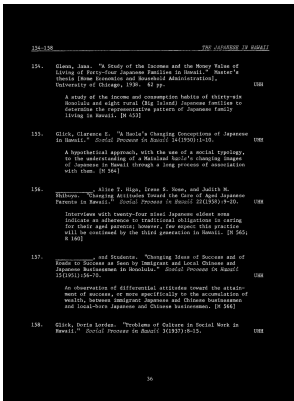 154-158 THE JAPANESE IN HAWAII
154. Glenn, Jana. "A Study of the Incomes and the Money Value of
Living of Forty-four Japanese Families in Hawaii." Master's
thesis [Home Economics and Household Administration],
University of Chicago, 1938. 62 pp. UHH
A study of the income and consumption habits of thirty-six
Honolulu and eight rural (Big Island) Japanese families to
determine the representative pattern of Japanese family
living in Hawaii. [M 453]
155. Glick, Clarence E. "A Haole's Changing Conceptions of Japanese
in Hawaii." Social Process in Hawaii 14(1950):1-10. UHH
A hypothetical approach, with the use of a social typology,
to the understanding of a Mainland haole's changing images
of Japanese in Hawaii through a long process of association
with them. [M 564]
156. ________, Alice T. Higa, Irene S. Nose, and Judith M.
Shibuya. "Changing Attitudes Toward the Care of Aged Japanese
Parents in Hawaii." Social Process in Hawaii 22(1958):9-20. UHH
Interviews with twenty-four nisei Japanese eldest sons
indicate an adherence to traditional obligations in caring
for their aged parents; however, few expect this practice
will be continued by the third generation in Hawaii. [M 565;
R 160]
157. ________, and Students. "Changing Ideas of Success and of
Roads to Success as Seen by Immigrant and Local Chinese and
Japanese Businessmen in Honolulu." Social Process in Hawaii
15(1951):56-70. UHH
An observation of differential attitudes toward the attain-
ment of success, or more specifically to the accumulation of
wealth, between immigrant Japanese and Chinese businessmen
and local-born Japanese and Chinese businessmen. [M 566]
158. Glick, Doris Lordan. "Problems of Culture in Social Work in
Hawaii." Social Process in Hawaii 3(1937):8-15. UHH
36